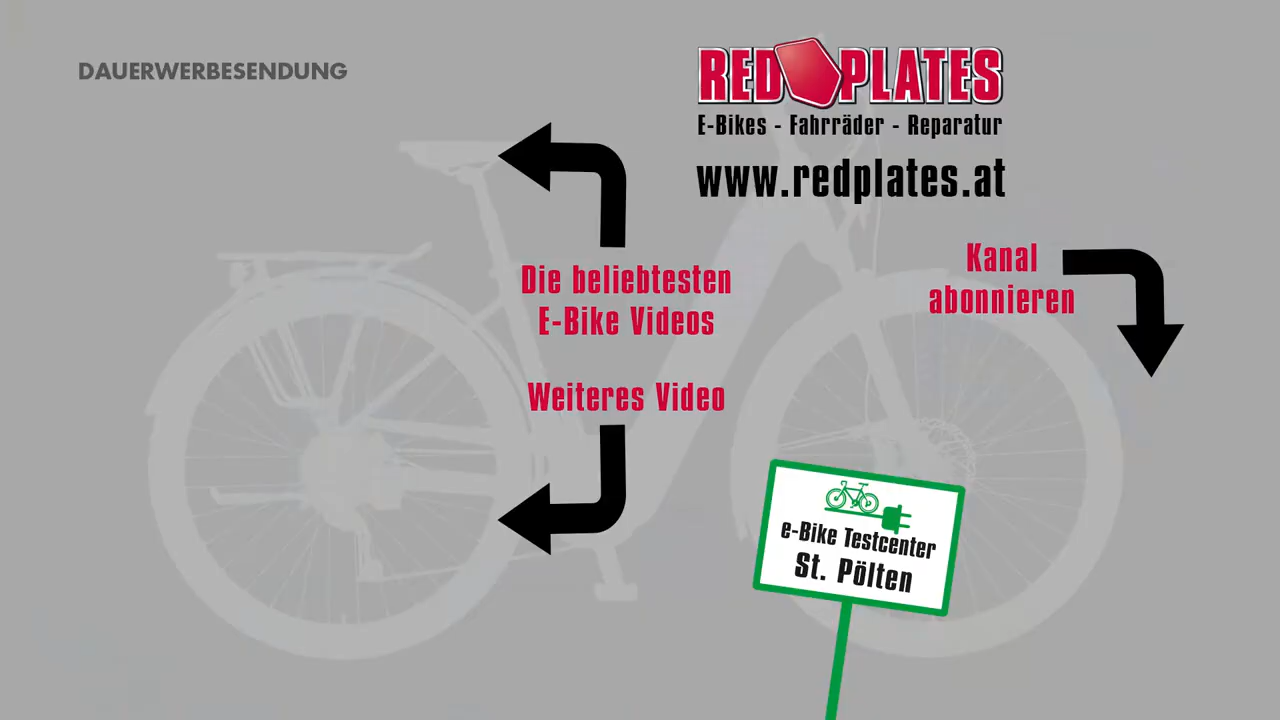 DAUERWERBESENDUNG
RED PLATES
E-Bikes - Fahrräder - Reparatur
www.redplates.at
Die beliebtesten
E-Bike Videos
Kanal
abonnieren
Weiteres Video
e-Bike Testcenter
St. Pölten